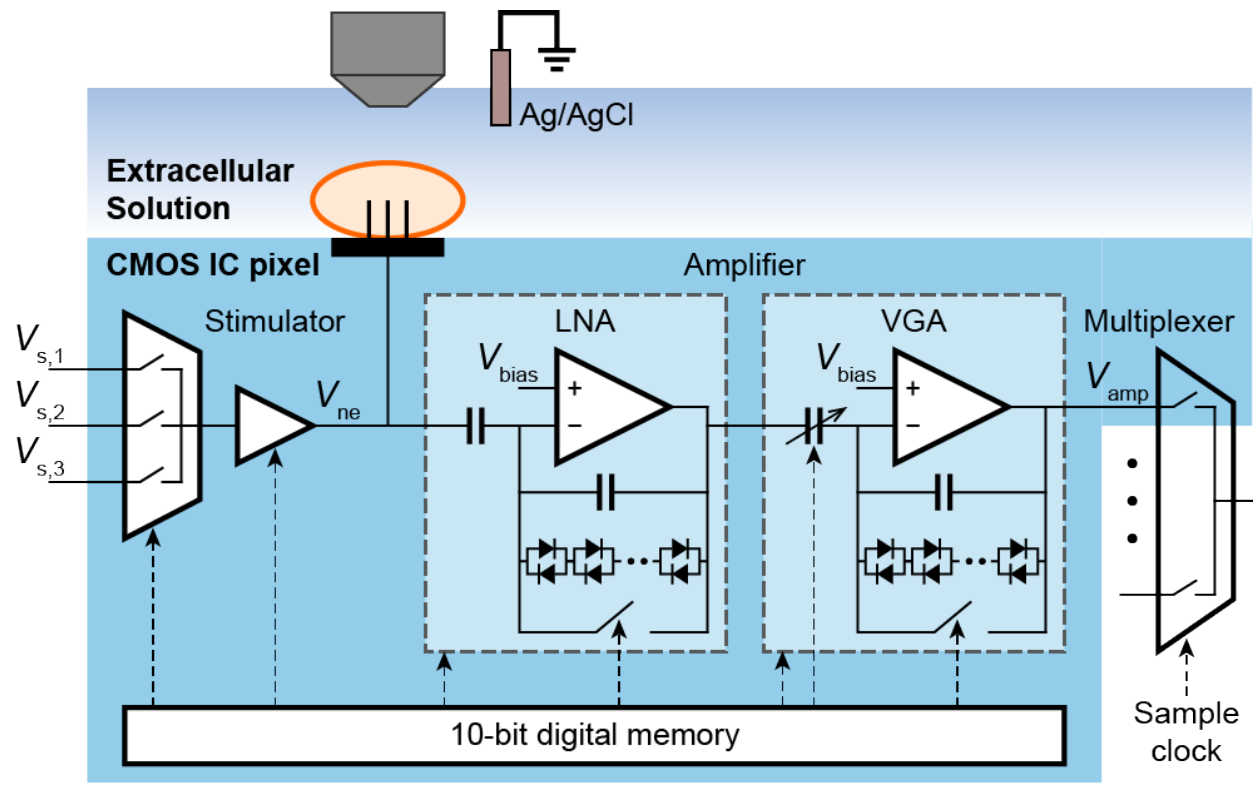 Ag/AgCl
Extracellular
Solution
CMOS IC pixel
Amplifier
Stimulator
LNA
VGA
Multiplexer
Vs,1
Vs,2
Vs,3
Vne
Vbias
+
−
Vbias
+
−
Vamp
10-bit digital memory
Sample
clock